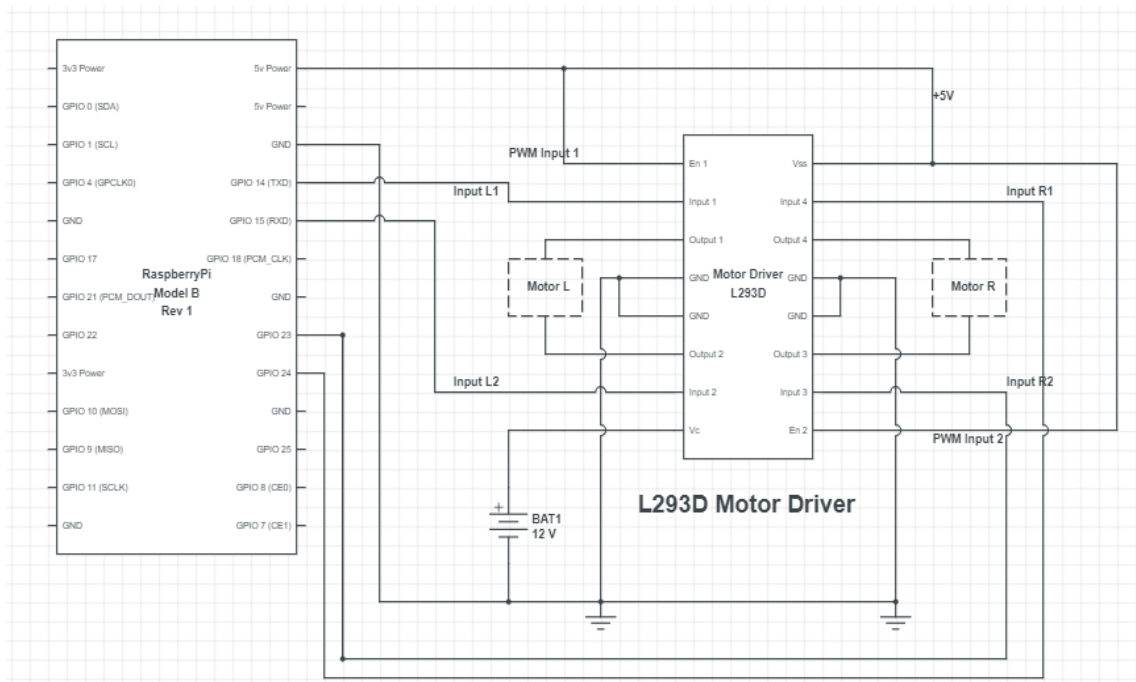 3v3 Power
GPIO 0 (SDA)
GPIO 1 (SCL)
GPIO 4 (GPCLK0)
GND
GPIO 17
GPIO 21 (PCM_DOUT)
GPIO 22
3v3 Power
GPIO 10 (MOSI)
GPIO 9 (MISO)
GPIO 11 (SCLK)
GND
RaspberryPi
Model B
Rev 1
5v Power
5v Power
GND
GPIO 14 (TXD)
GPIO 15 (RXD)
GPIO 18 (PCM_CLK)
GND
GPIO 23
GPIO 24
GND
GPIO 25
GPIO 8 (CE0)
GPIO 7 (CE1)
PWM Input 1
Input L1
Motor L
Input L2
+
BAT1
12 V
En 1
Input 1
Output 1
GND
GND
Output 2
Input 2
Vc
Motor Driver
L293D
Vss
Input 4
Output 4
GND
GND
Output 3
Input 3
En 2
+5V
Input R1
Motor R
Input R2
PWM Input 2
L293D Motor Driver